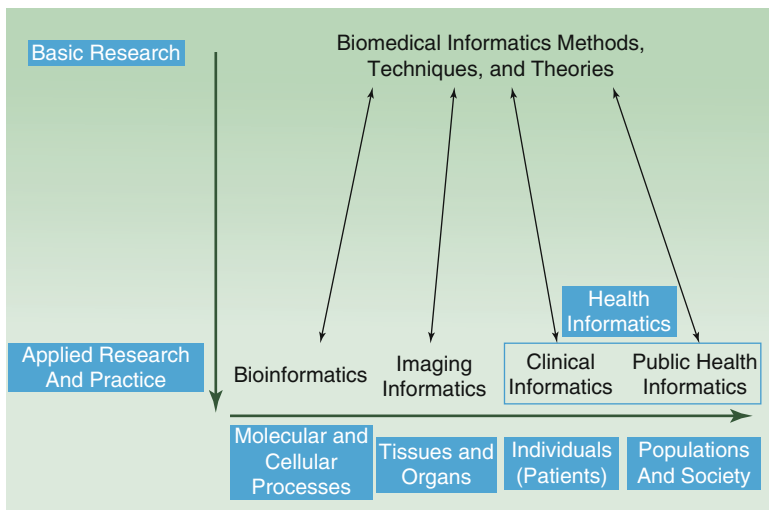 Basic Research
Biomedical Informatics Methods,
Techniques, and Theories
Health
Informatics
Applied Research
And Practice
Bioinformatics
Imaging
Informatics
Clinical
Informatics
Public Health
Informatics
Molecular and
Cellular
Processes
Tissues and
Organs
Individuals
(Patients)
Populations
And Society